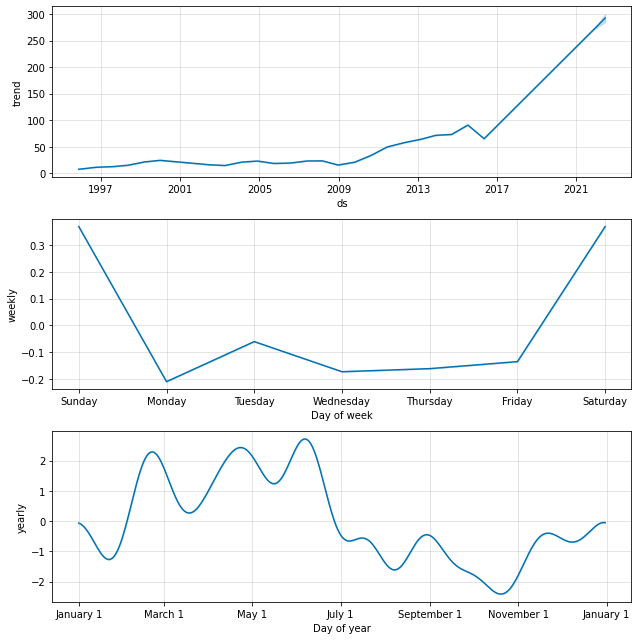 300
250
200
150
100
50
0
trend
1997 2001 2005 2009 2013 2017 2021
ds
0.3
0.2
0.1
0.0
−0.1
−0.2
weekly
Sunday Monday Tuesday Wednesday Thursday Friday Saturday
Day of week
2
1
0
−1
−2
yearly
January 1 March 1 May 1 July 1 September 1 November 1 January 1
Day of year